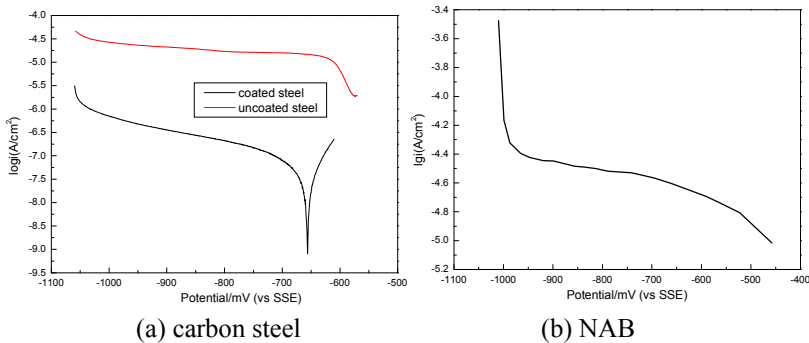 -4.0
-4.5
-5.0
-5.5
-6.0
-6.5
-7.0
-7.5
-8.0
-8.5
-9.0
-9.5
logi(A/cm²)
coated steel
uncoated steel
-1100 -1000 -900 -800 -700 -600 -500
Potential/mV (vs SSE)
(a) carbon steel
-3.4
-3.6
-3.8
-4.0
-4.2
-4.4
-4.6
-4.8
-5.0
-5.2
lgi(A/cm²)
-1100 -1000 -900 -800 -700 -600 -500 -400
Potential/mV (vs SSE)
(b) NAB